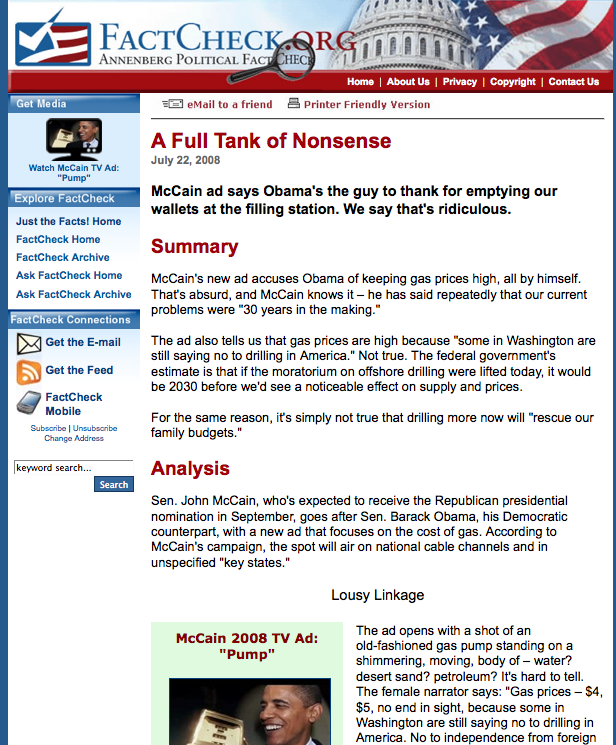 FACTCHECK.ORG
ANNENBERG POLITICAL FACT CHECK
Home | About Us | Privacy | Copyright | Contact Us
Get Media
Watch McCain TV Ad:
"Pump"
Explore FactCheck
Just the Facts! Home
FactCheck Home
FactCheck Archive
Ask FactCheck Home
Ask FactCheck Archive
FactCheck Connections
Get the E-mail
Get the Feed
FactCheck
Mobile
Subscribe | Unsubscribe
Change Address
keyword search...
Search
eMail to a friend Printer Friendly Version
A Full Tank of Nonsense
July 22, 2008
McCain ad says Obama's the guy to thank for emptying our
wallets at the filling station. We say that's ridiculous.
Summary
McCain's new ad accuses Obama of keeping gas prices high, all by himself.
That's absurd, and McCain knows it – he has said repeatedly that our current
problems were "30 years in the making."
The ad also tells us that gas prices are high because "some in Washington are
still saying no to drilling in America." Not true. The federal government's
estimate is that if the moratorium on offshore drilling were lifted today, it would
be 2030 before we'd see a noticeable effect on supply and prices.
For the same reason, it's simply not true that drilling more now will "rescue our
family budgets."
Analysis
Sen. John McCain, who's expected to receive the Republican presidential
nomination in September, goes after Sen. Barack Obama, his Democratic
counterpart, with a new ad that focuses on the cost of gas. According to
McCain's campaign, the spot will air on national cable channels and in
unspecified "key states."
Lousy Linkage
McCain 2008 TV Ad:
"Pump"
The ad opens with a shot of an
old-fashioned gas pump standing on a
shimmering, moving, body of – water?
desert sand? petroleum? It's hard to tell.
The female narrator says: "Gas prices – $4,
$5, no end in sight, because some in
Washington are still saying no to drilling in
America. No to independence from foreign